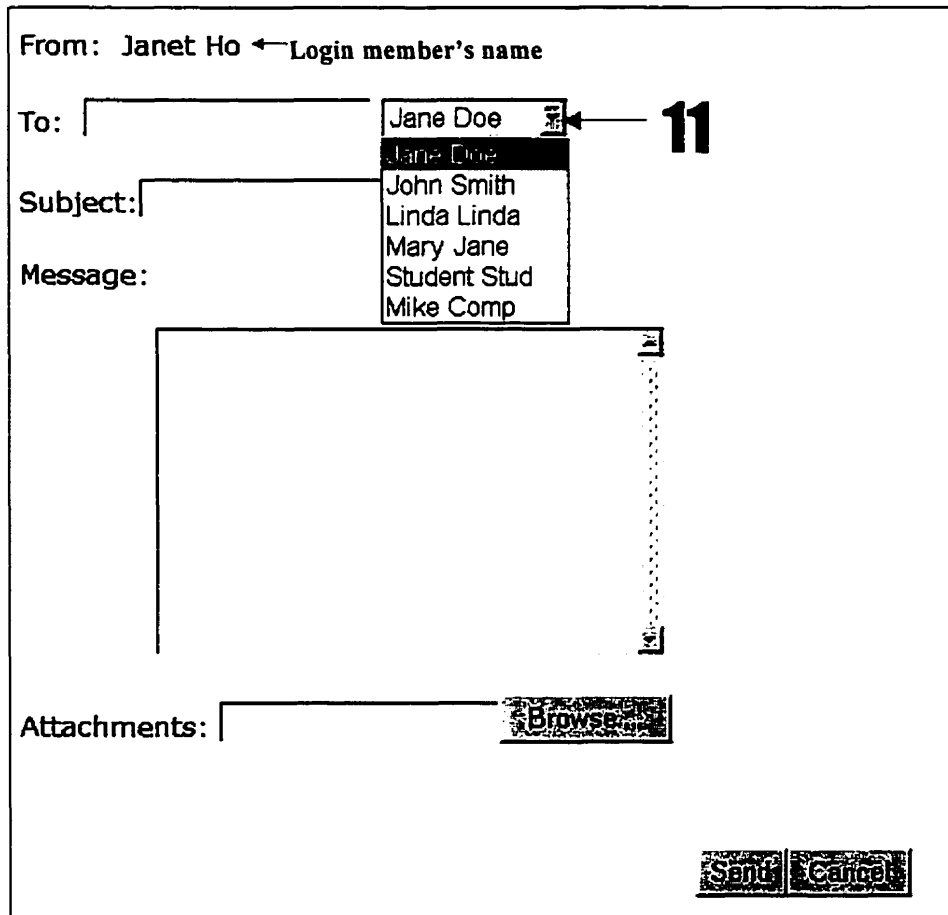 From: Janet Ho Login member's name
To: Jane Doe 11
Jane Doe
John Smith
Subject:
Linda Linda
Mary Jane
Message:
Student Stud
Mike Comp
Attachments: Browse...
Send Cancel